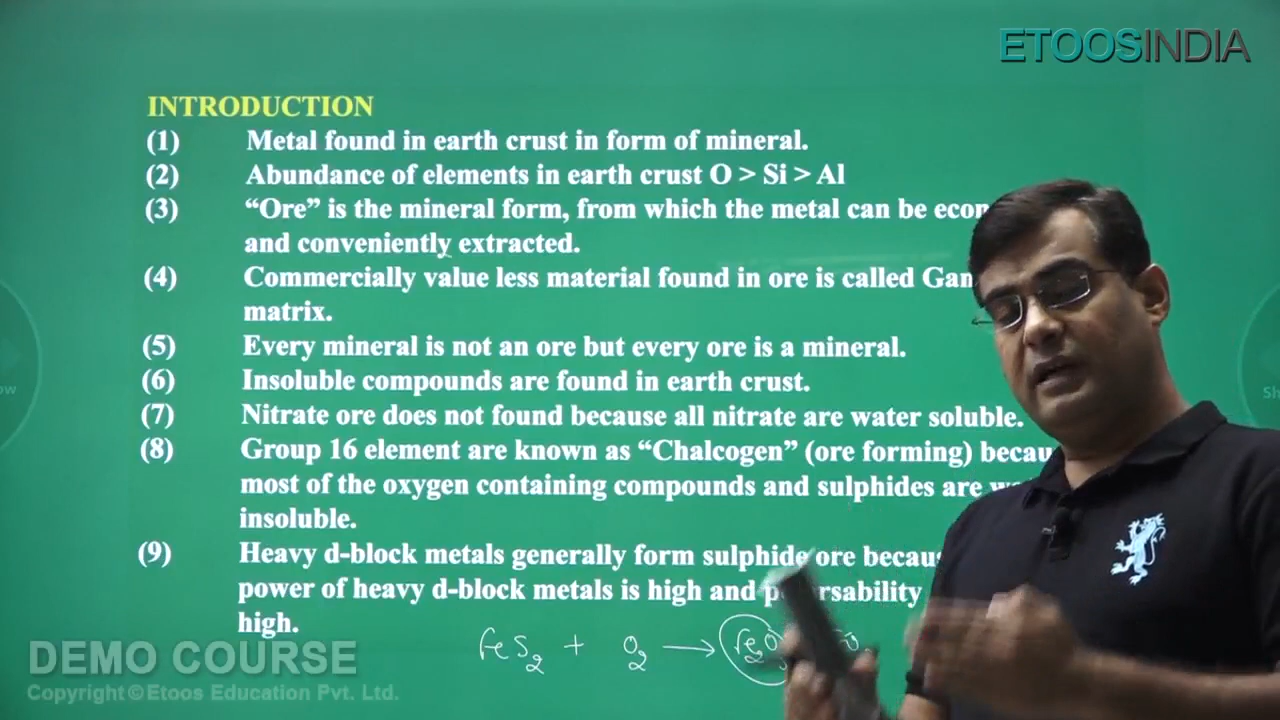 ETOOSINDIA
INTRODUCTION
(1) Metal found in earth crust in form of mineral.
(2) Abundance of elements in earth crust O > Si > Al
(3) “Ore” is the mineral form, from which the metal can be
and conveniently extracted.
(4) Commercially value less material found in ore is called
matrix.
(5) Every mineral is not an ore but every ore is a mineral.
(6) Insoluble compounds are found in earth crust.
(7) Nitrate ore does not found because all nitrate are water soluble.
(8) Group 16 element are known as “Chalcogen” (ore forming)
most of the oxygen containing compounds and sulphides are
insoluble.
(9) Heavy d-block metals generally form sulphide ore
power of heavy d-block metals is high and
high.
FeS₂ + O₂ →
DEMO COURSE
Copyright © Etoos Education Pvt. Ltd.